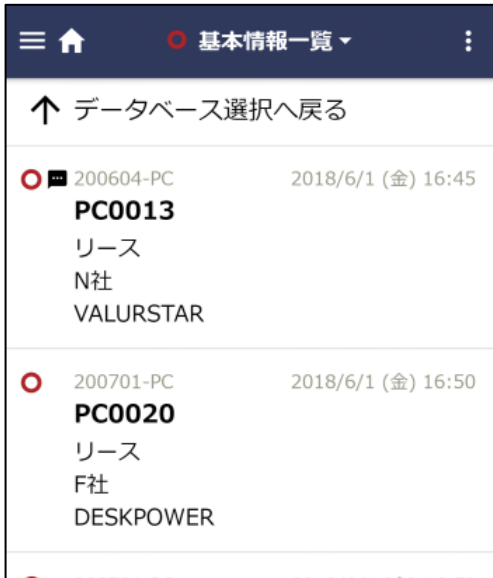 基本情報一覧
データベース選択へ戻る
200604-PC 2018/6/1 (金) 16:45
PC0013
リース
N社
VALURSTAR
200701-PC 2018/6/1 (金) 16:50
PC0020
リース
F社
DESKPOWER